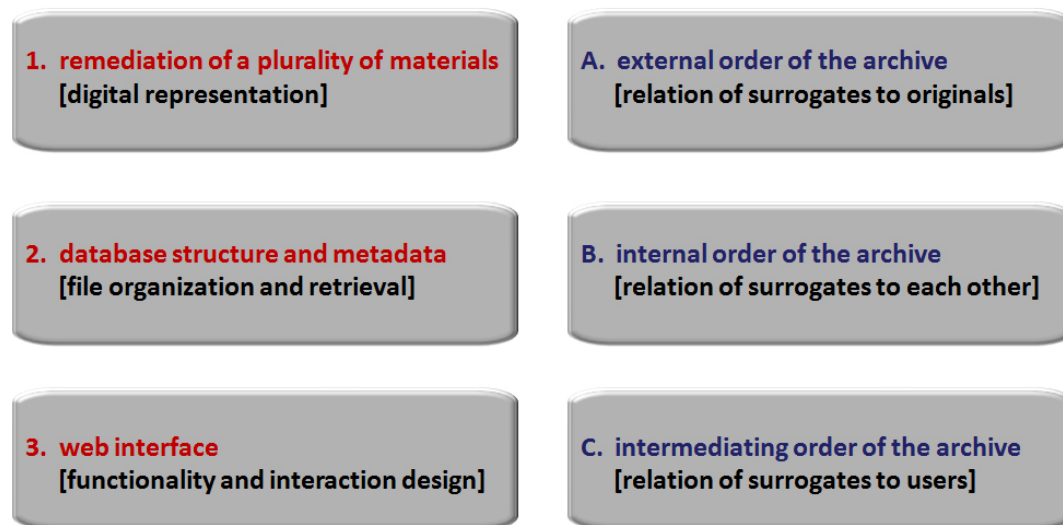 1. remediation of a plurality of materials
[digital representation]
A. external order of the archive
[relation of surrogates to originals]
2. database structure and metadata
[file organization and retrieval]
B. internal order of the archive
[relation of surrogates to each other]
3. web interface
[functionality and interaction design]
C. intermediating order of the archive
[relation of surrogates to users]